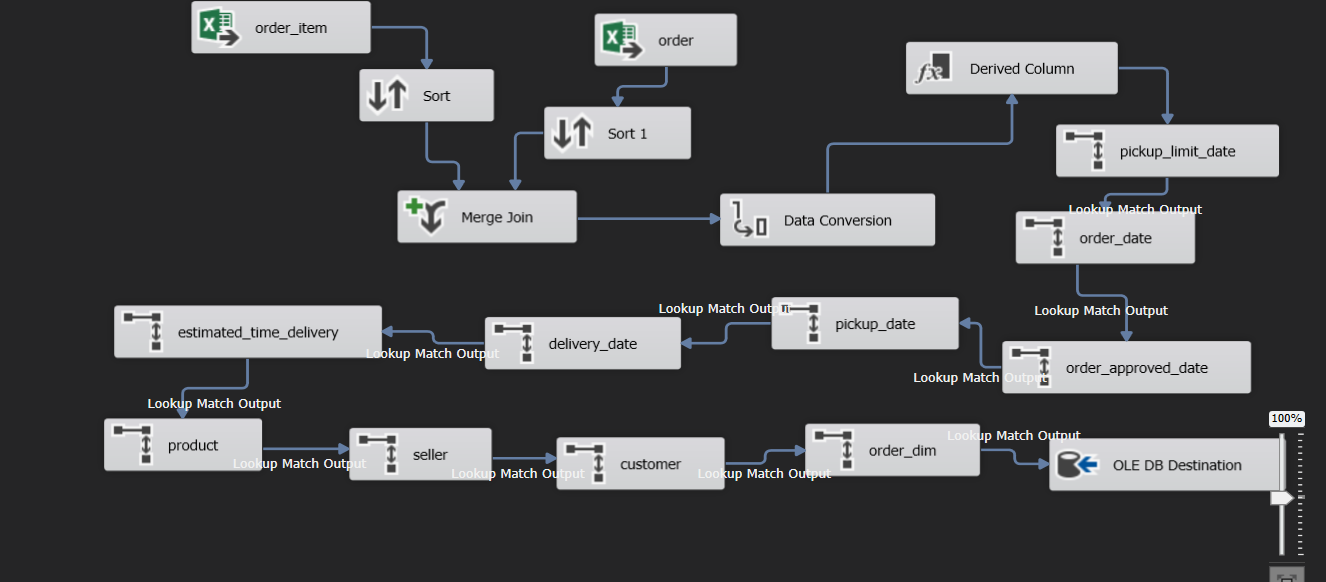 order_item
order
Sort
Sort 1
Merge Join
Data Conversion
Derived Column
pickup_limit_date
Lookup Match Output
order_date
Lookup Match Output
order_approved_date
Lookup Match Output
pickup_date
Lookup Match Output
delivery_date
Lookup Match Output
estimated_time_delivery
Lookup Match Output
product
Lookup Match Output
seller
Lookup Match Output
customer
Lookup Match Output
order_dim
Lookup Match Output
OLE DB Destination
100%